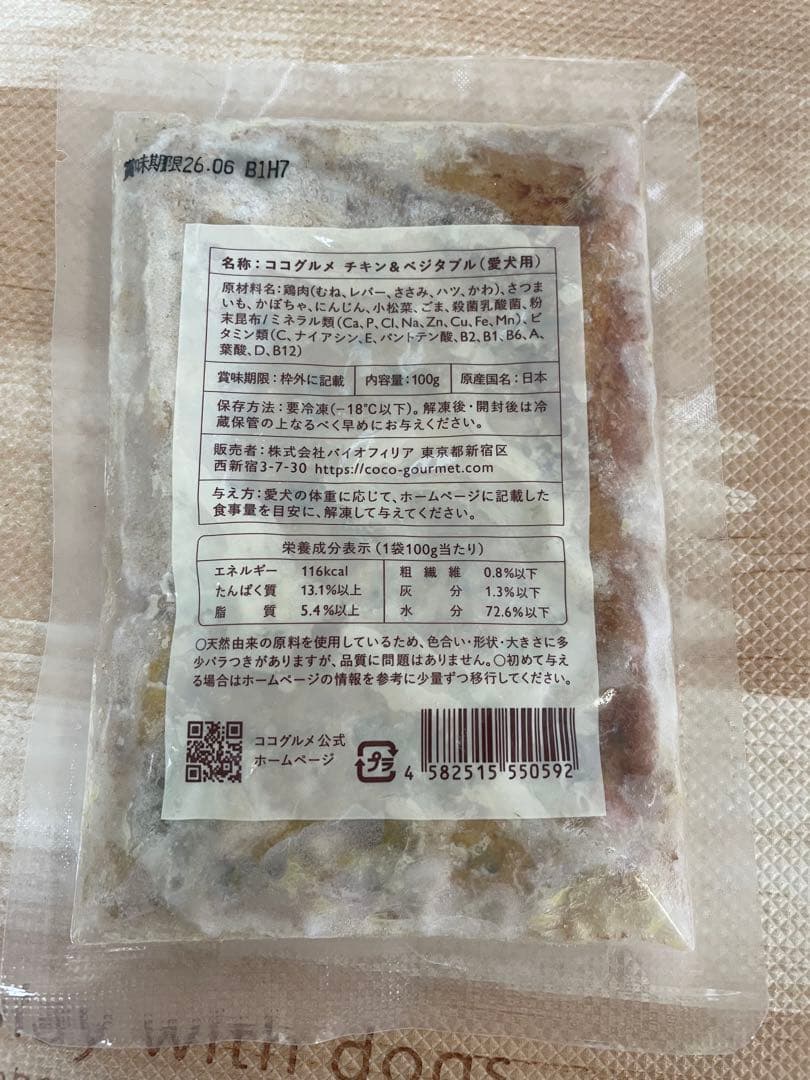 賞味期限26.06 B1H7
名称：ココグルメ チキン&ベジタブル（愛犬用）
原材料名：鶏肉（むね、レバー、ささみ、ハツ、かわ）、さつま
いも、かぼちゃ、にんじん、小松菜、ごま、殺菌乳酸菌、粉
末昆布/ミネラル類（Ca、P、Cl、Na、Zn、Cu、Fe、Mn）、ビ
タミン類（C、ナイアシン、E、パントテン酸、B2、B1、B6、A、
葉酸、D、B12）
賞味期限：枠外に記載 内容量：100g 原産国名：日本
保存方法：要冷凍（−18℃以下）。解凍後・開封後は冷
蔵保管の上なるべく早めにお与えください。
販売者：株式会社バイオフィリア 東京都新宿区
西新宿3-7-30 https://coco-gourmet.com
与え方：愛犬の体重に応じて、ホームページに記載した
食事量を目安に、解凍して与えてください。
栄養成分表示（1袋100g当たり）
エネルギー 116kcal 粗繊維 0.8%以下
たんぱく質 13.1%以上 灰分 1.3%以下
脂質 5.4%以上 水分 72.6%以下
○天然由来の原料を使用しているため、色合い・形状・大きさに多
少バラつきがありますが、品質に問題はありません。○初めて与え
る場合はホームページの情報を参考に少量ずつ移行してください。
ココグルメ公式
ホームページ
プラ
4 582515 550592
with dogs